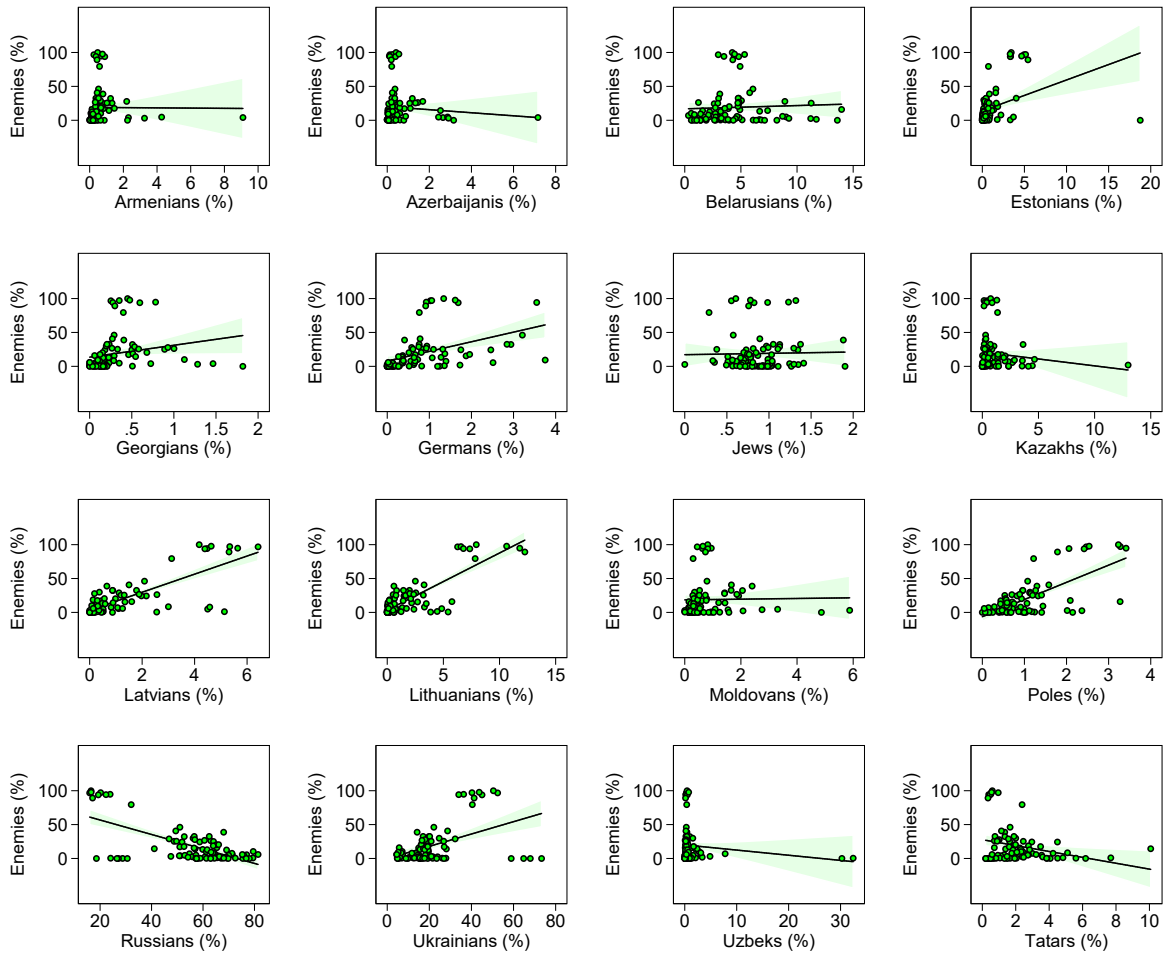 Enemies (%)
100
50
0
0 2 4 6 8 10
Armenians (%)
Enemies (%)
100
50
0
0 2 4 6 8
Azerbaijanis (%)
Enemies (%)
100
50
0
0 5 10 15
Belarusians (%)
Enemies (%)
100
50
0
0 5 10 15 20
Estonians (%)
Enemies (%)
100
50
0
0 .5 1 1.5 2
Georgians (%)
Enemies (%)
100
50
0
0 1 2 3 4
Germans (%)
Enemies (%)
100
50
0
0 .5 1 1.5 2
Jews (%)
Enemies (%)
100
50
0
0 5 10 15
Kazakhs (%)
Enemies (%)
100
50
0
0 2 4 6
Latvians (%)
Enemies (%)
100
50
0
0 5 10 15
Lithuanians (%)
Enemies (%)
100
50
0
0 2 4 6
Moldovans (%)
Enemies (%)
100
50
0
0 1 2 3 4
Poles (%)
Enemies (%)
100
50
0
20 40 60 80
Russians (%)
Enemies (%)
100
50
0
0 20 40 60 80
Ukrainians (%)
Enemies (%)
100
50
0
0 10 20 30
Uzbeks (%)
Enemies (%)
100
50
0
0 2 4 6 8 10
Tatars (%)